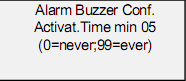 Alarm Buzzer Conf.
Activat.Time min 05
(0=never;99=ever)